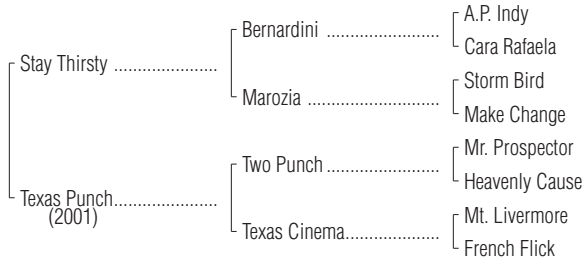 A.P. Indy
Bernardini
Cara Rafaela
Stay Thirsty
Storm Bird
Marozia
Make Change
Mr. Prospector
Two Punch
Heavenly Cause
Texas Punch
(2001)
Mt. Livermore
Texas Cinema
French Flick